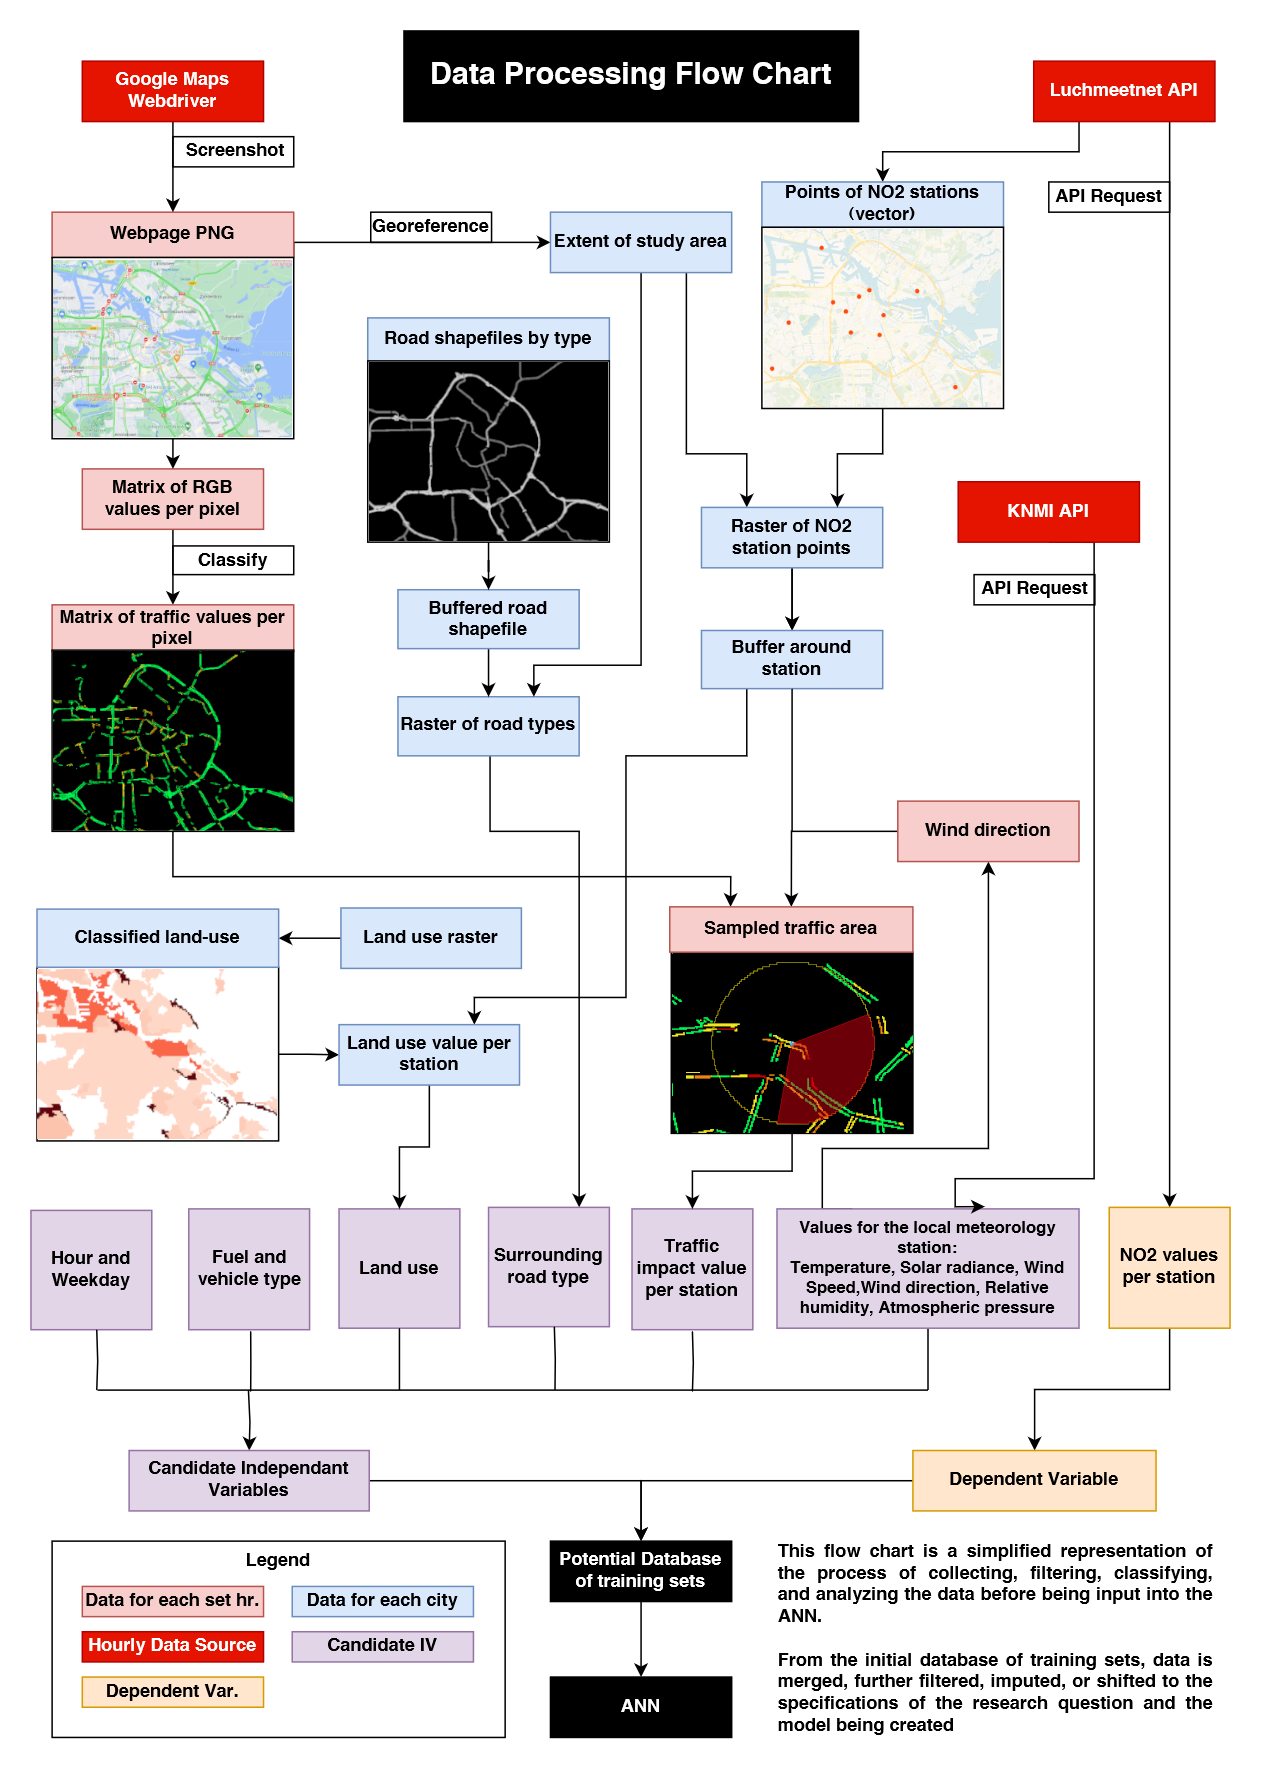 Data Processing Flow Chart
Google Maps
Webdriver
Luchmeetnet API
Screenshot
API Request
Webpage PNG
Georeference
Extent of study area
Points of NO2 stations
(vector)
Road shapefiles by type
Matrix of RGB
values per pixel
Classify
Raster of NO2
station points
KNMI API
API Request
Matrix of traffic values per
pixel
Buffered road
shapefile
Buffer around
station
Raster of road types
Wind direction
Classified land-use
Land use raster
Sampled traffic area
Land use value per
station
Hour and
Weekday
Fuel and
vehicle type
Land use
Surrounding
road type
Traffic
impact value
per station
Values for the local meteorology
station:
Temperature, Solar radiance, Wind
Speed,Wind direction, Relative
humidity, Atmospheric pressure
NO2 values
per station
Candidate Independant
Variables
Dependent Variable
Legend
Data for each set hr.
Data for each city
Hourly Data Source
Candidate IV
Dependent Var.
Potential Database
of training sets
ANN
This flow chart is a simplified representation of
the process of collecting, filtering, classifying,
and analyzing the data before being input into the
ANN.
From the initial database of training sets, data is
merged, further filtered, imputed, or shifted to the
specifications of the research question and the
model being created